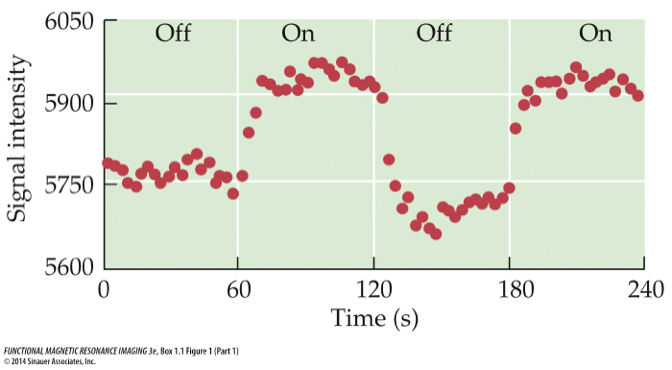 6050
Off On Off On
5900
5750
5600
Signal intensity
0 60 120 180 240
Time (s)
FUNCTIONAL MAGNETIC RESONANCE IMAGING 3e, Box 1.1 Figure 1 (Part 1)
© 2014 Sinauer Associates, Inc.